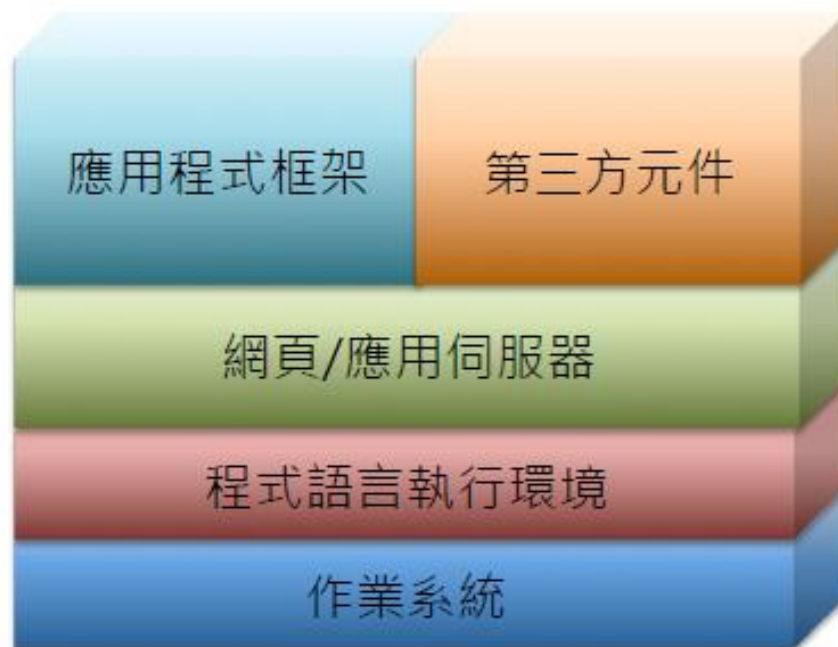 應用程式框架
第三方元件
網頁/應用伺服器
程式語言執行環境
作業系統